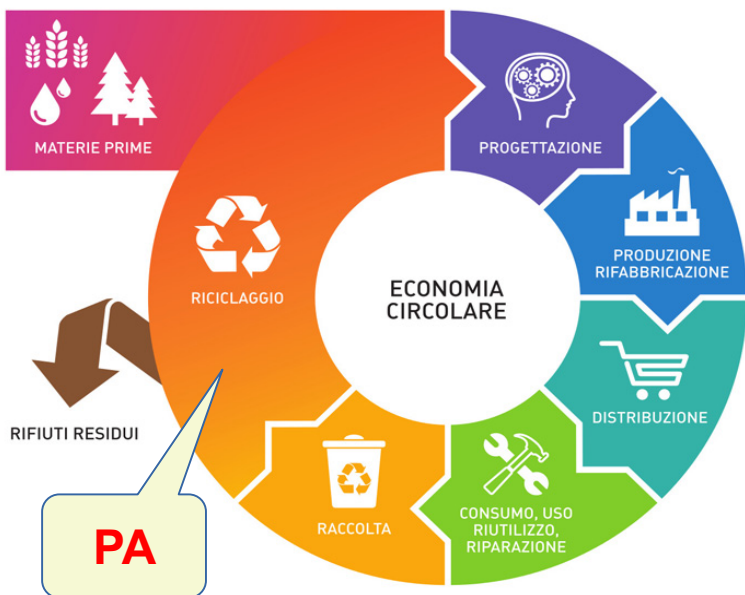 MATERIE PRIME
PROGETTAZIONE
PRODUZIONE
RIFABBRICAZIONE
DISTRIBUZIONE
CONSUMO, USO
RIUTILIZZO,
RIPARAZIONE
RACCOLTA
RICICLAGGIO
RIFIUTI RESIDUI
ECONOMIA
CIRCOLARE
PA